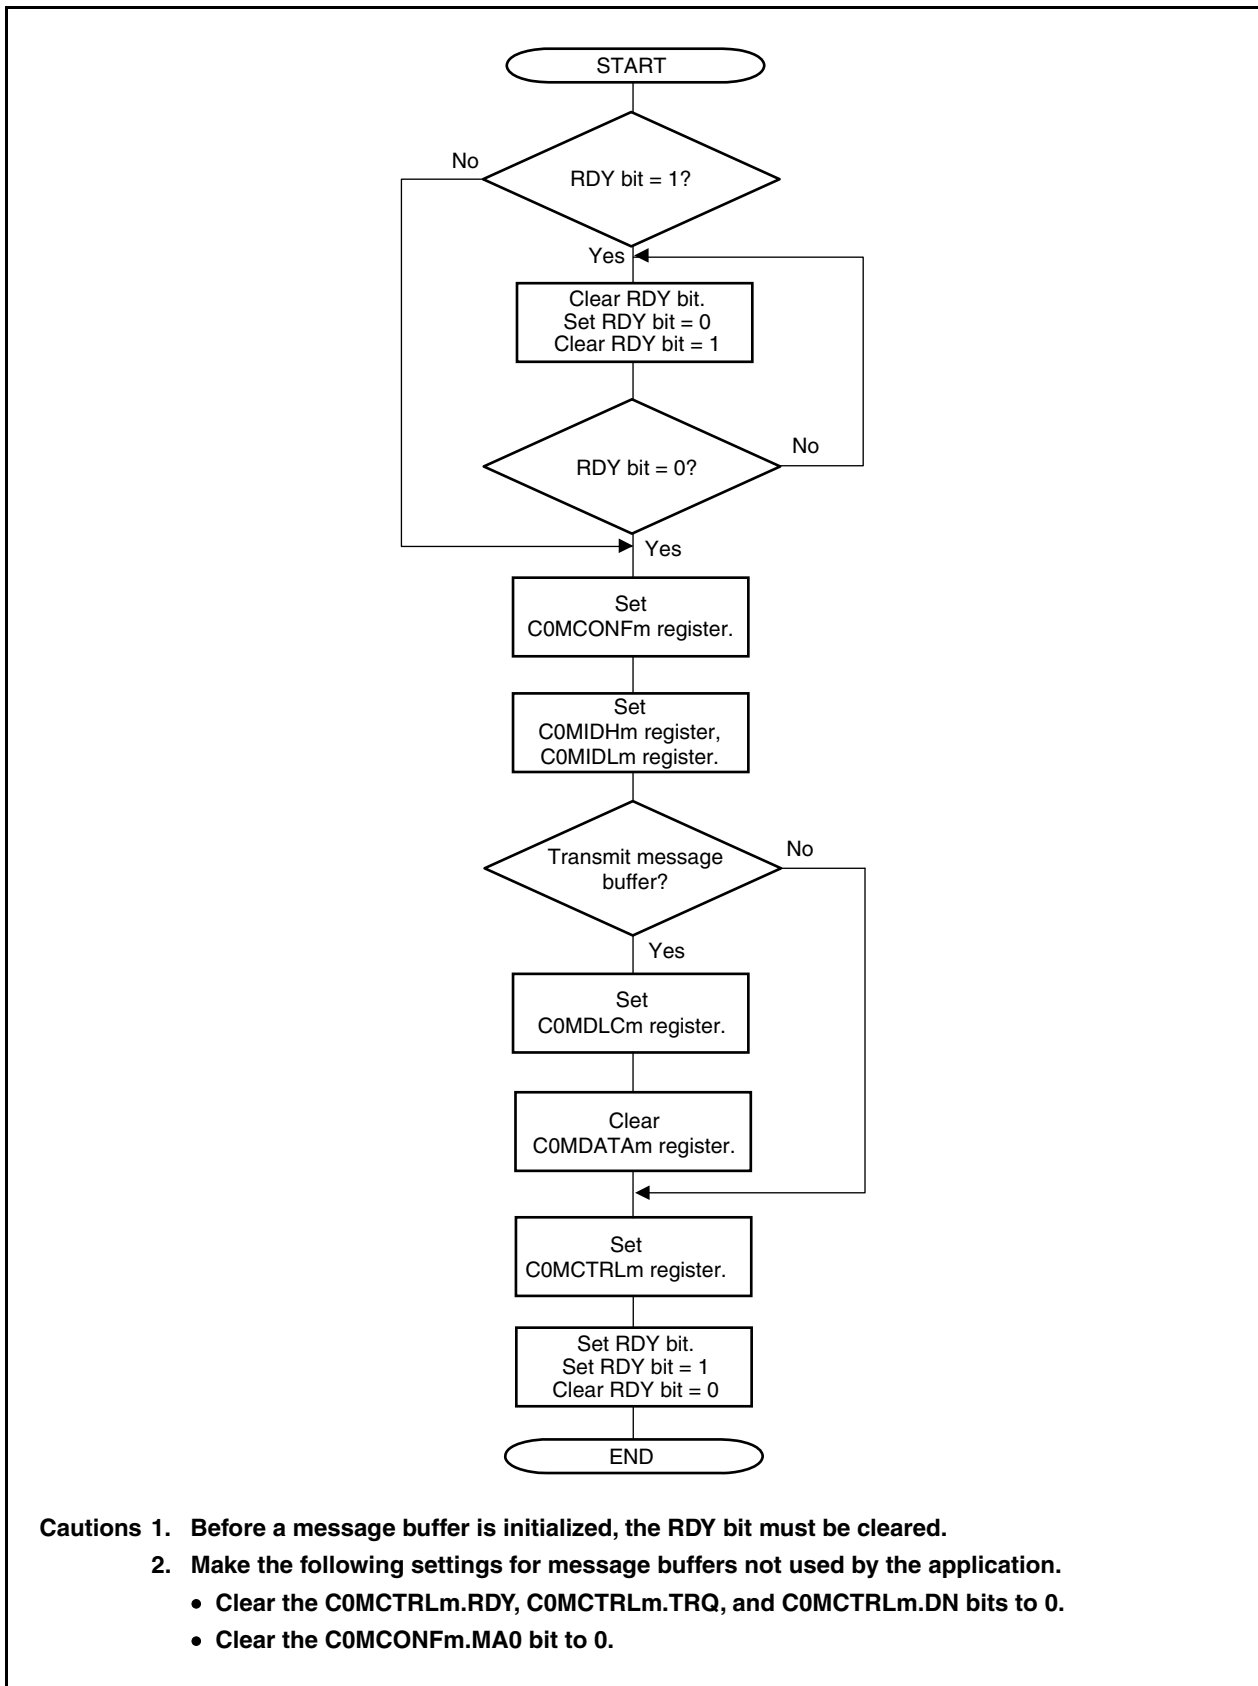 START
No
RDY bit = 1?
Yes
Clear RDY bit.
Set RDY bit = 0
Clear RDY bit = 1
No
RDY bit = 0?
Yes
Set
C0MCONFm register.
Set
C0MIDHm register,
C0MIDLm register.
No
Transmit message
buffer?
Yes
Set
C0MDLCm register.
Clear
C0MDATAm register.
Set
C0MCTRLm register.
Set RDY bit.
Set RDY bit = 1
Clear RDY bit = 0
END
Cautions 1. Before a message buffer is initialized, the RDY bit must be cleared.
2. Make the following settings for message buffers not used by the application.
• Clear the C0MCTRLm.RDY, C0MCTRLm.TRQ, and C0MCTRLm.DN bits to 0.
• Clear the C0MCONFm.MA0 bit to 0.